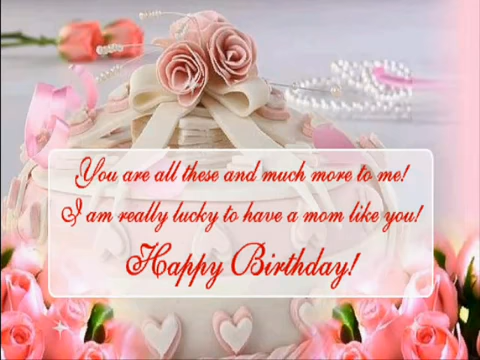 You are all these and much more to me!
I am really lucky to have a mom like you!
Happy Birthday!